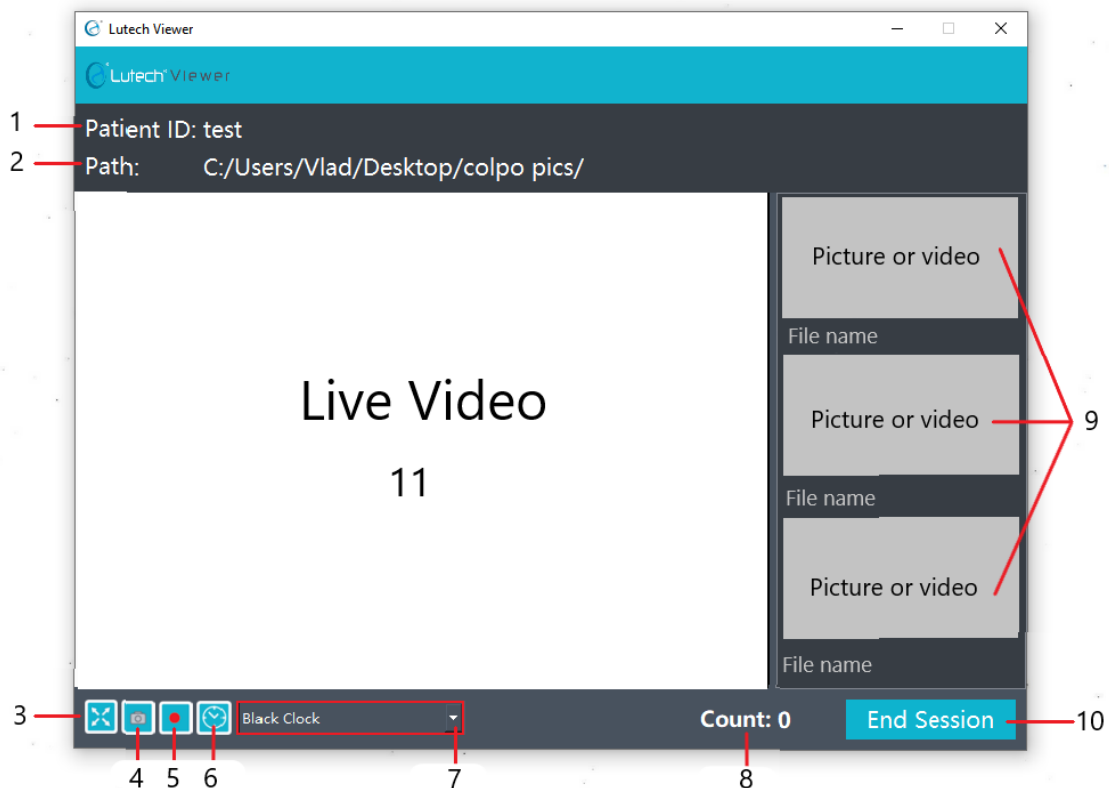 Lutech Viewer
Lutech Viewer
1
Patient ID: test
2
Path: C:/Users/Vlad/Desktop/colpo pics/
Live Video
11
Picture or video
File name
Picture or video
File name
Picture or video
File name
9
3
Black Clock
Count: 0
End Session
10
4
5
6
7
8